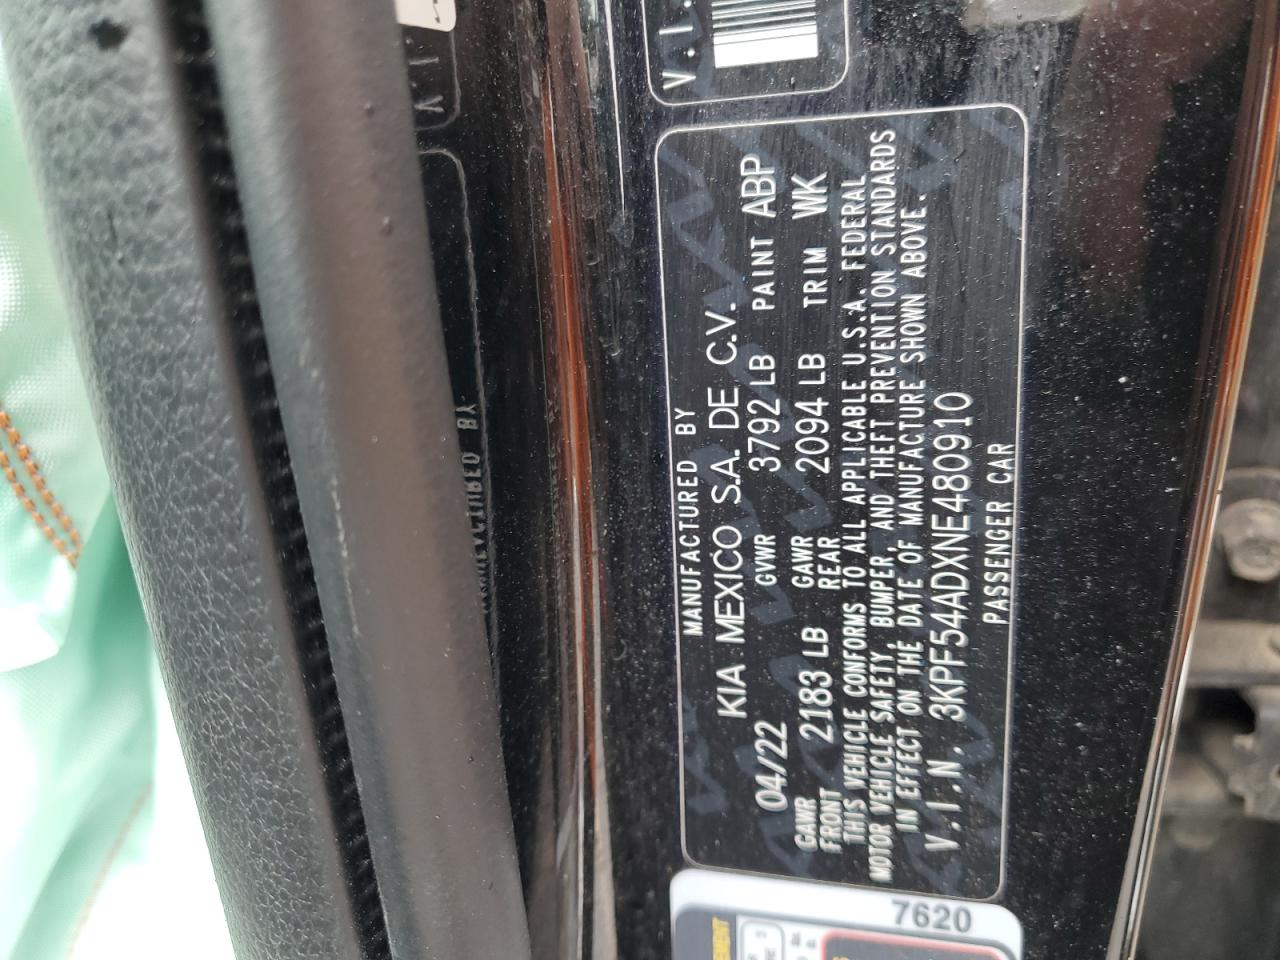 V.I.
MANUFACTURED BY
KIA MEXICO S.A. DE C.V.
04/22 GVWR 3792 LB PAINT ABP
GAWR FRONT 2183 LB GAWR REAR 2094 LB TRIM WK
THIS VEHICLE CONFORMS TO ALL APPLICABLE U.S.A. FEDERAL
MOTOR VEHICLE SAFETY, BUMPER, AND THEFT PREVENTION STANDARDS
IN EFFECT ON THE DATE OF MANUFACTURE SHOWN ABOVE.
V.I.N. 3KPF54ADXNE480910
PASSENGER CAR
7620